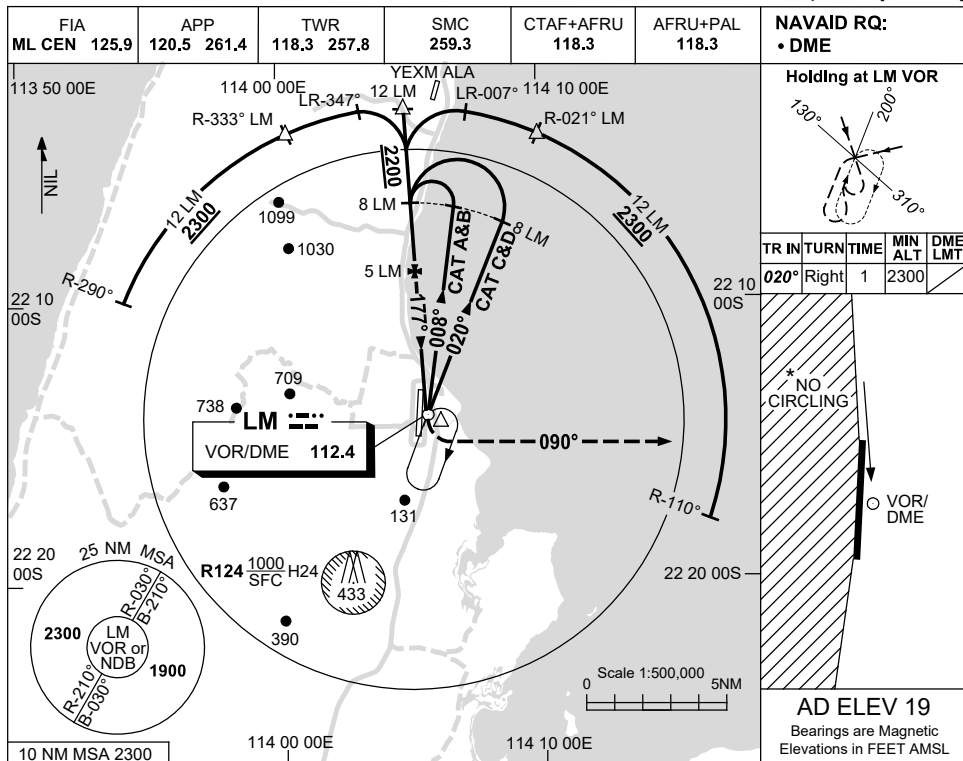 FIA
ML CEN 125.9
APP
120.5 261.4
TWR
118.3 257.8
SMC
259.3
CTAF+AFRU
118.3
AFRU+PAL
118.3
NAVAID RQ:
• DME
113 50 00E
114 00 00E
YEXM ALA
12 LM
114 10 00E
LR-347°
LR-007°
R-333° LM
R-021° LM
NIL
2200
12 LM
2300
12 LM
2300
1099
8 LM
8 LM
1030
CAT A&B
CAT C&D
5 LM
R-290°
22 10
00S
22 10
00S
177°
008°
020°
709
738
LM
VOR/DME 112.4
090°
637
131
R-110°
22 20
00S
22 20 00S
25 NM MSA
R-030°
B-210°
2300
LM
VOR or
NDB
1900
R-210°
B-030°
R124 1000
SFC H24
433
390
Scale 1:500,000
0 5NM
10 NM MSA 2300
114 00 00E
114 10 00E
Holding at LM VOR
130°
200°
310°
TR IN TURN TIME MIN ALT DME LMT
020° Right 1 2300
* NO
CIRCLING
VOR/
DME
AD ELEV 19
Bearings are Magnetic
Elevations in FEET AMSL